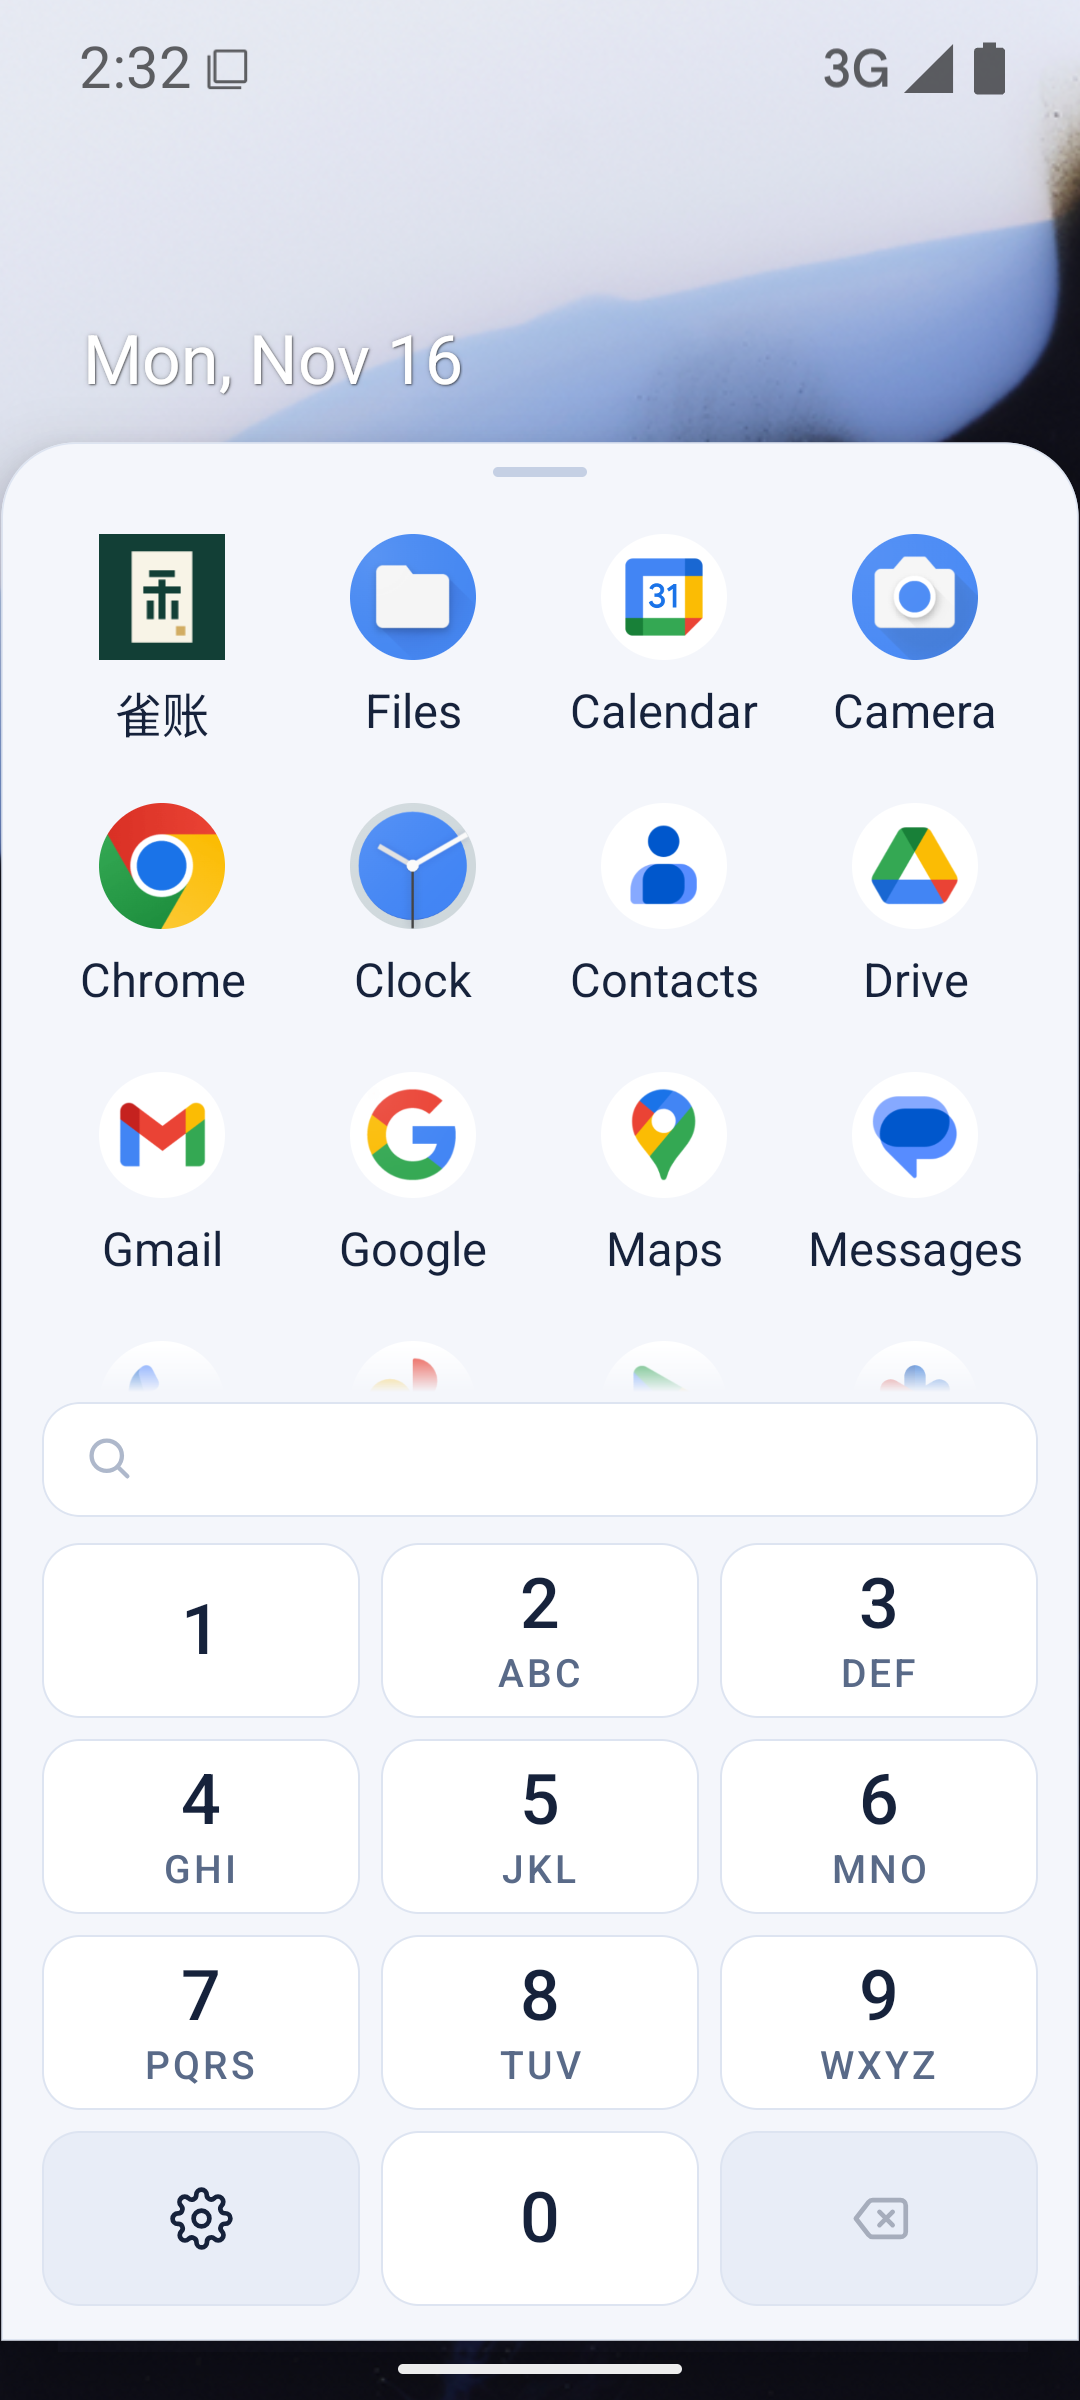 2:32
3G
Mon, Nov 16
31
雀账
Files
Calendar
Camera
Chrome
Clock
Contacts
Drive
Gmail
Google
Maps
Messages
1
2
ABC
3
DEF
4
GHI
5
JKL
6
MNO
7
PQRS
8
TUV
9
WXYZ
0